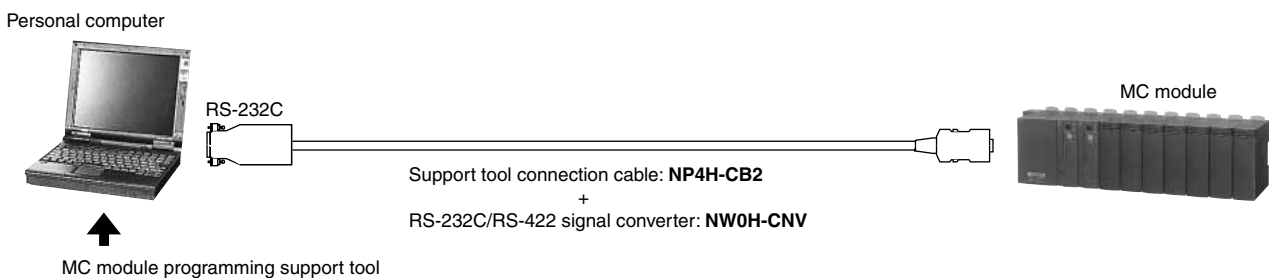 Personal computer
RS-232C
MC module
Support tool connection cable: NP4H-CB2
+
RS-232C/RS-422 signal converter: NW0H-CNV
MC module programming support tool